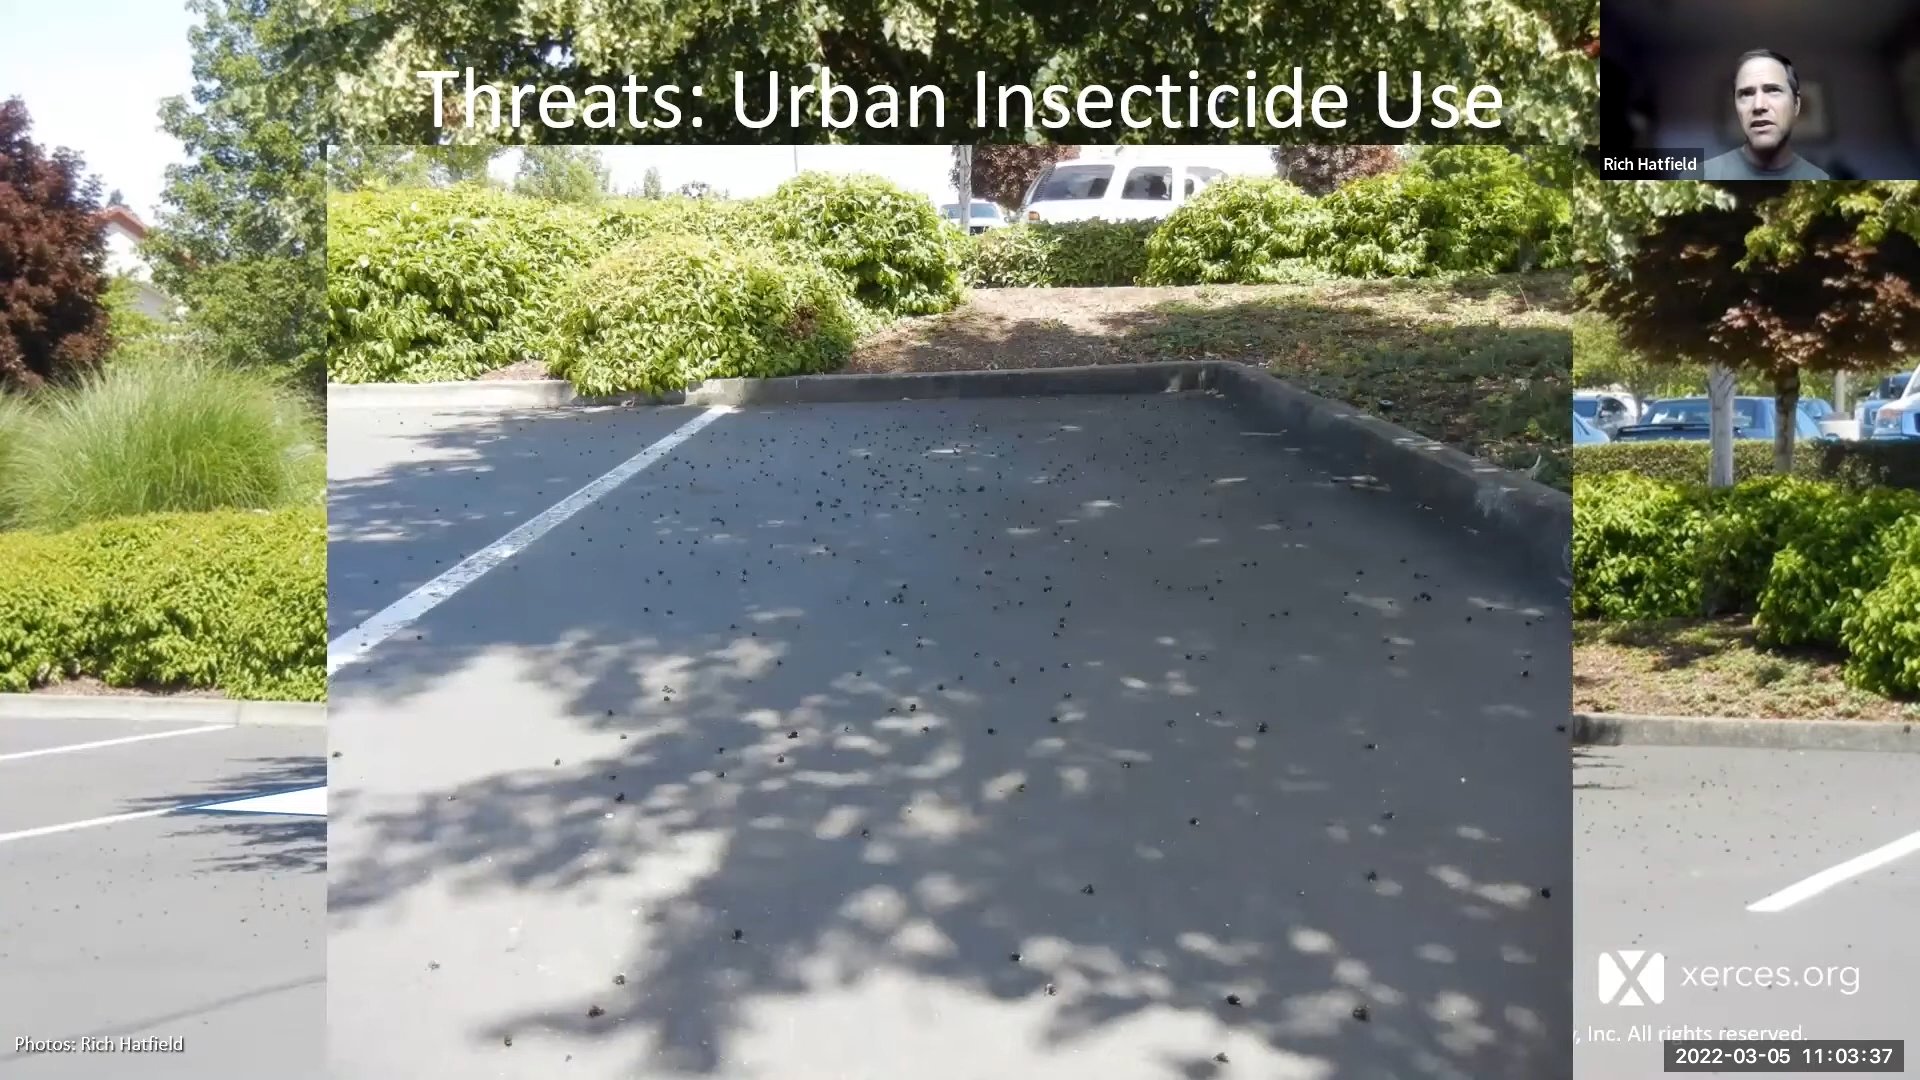 Threats: Urban Insecticide Use
Rich Hatfield
xerces.org
Photos: Rich Hatfield
, Inc. All rights reserved.
2022-03-05 11:03:37